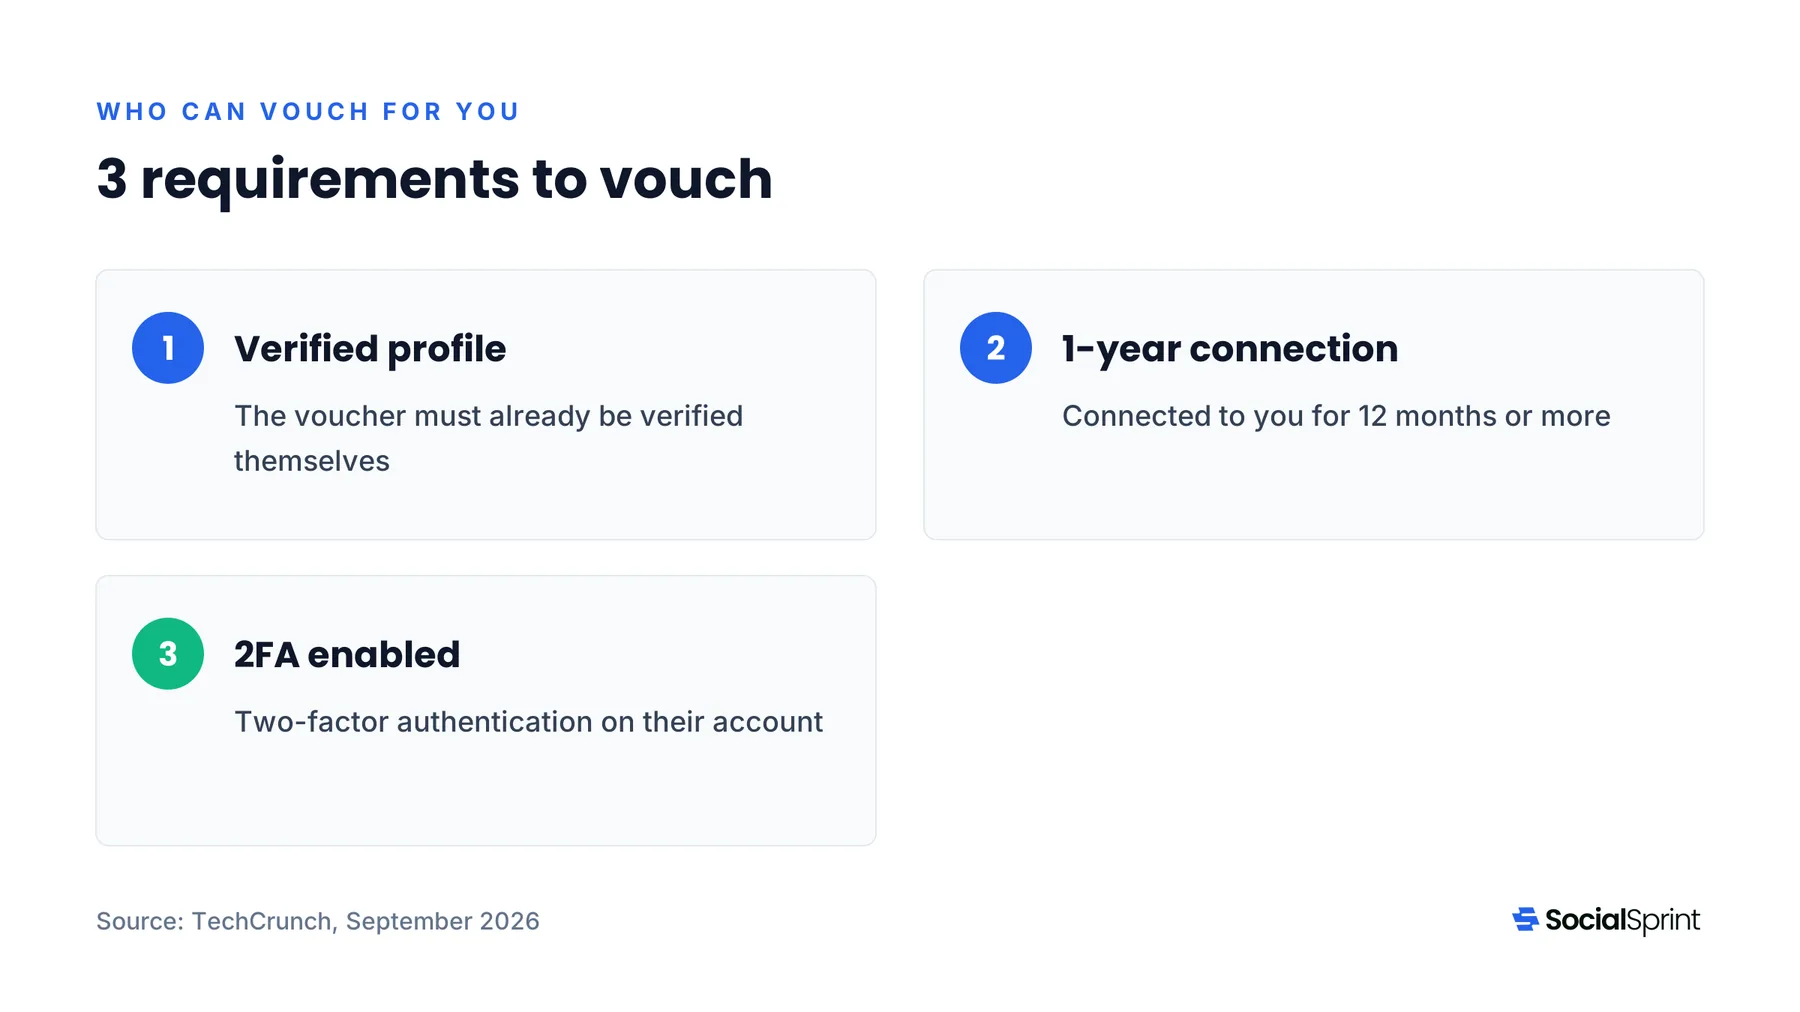 WHO CAN VOUCH FOR YOU
3 requirements to vouch
1
Verified profile
The voucher must already be verified
themselves
2
1-year connection
Connected to you for 12 months or more
3
2FA enabled
Two-factor authentication on their account
Source: TechCrunch, September 2026
SocialSprint